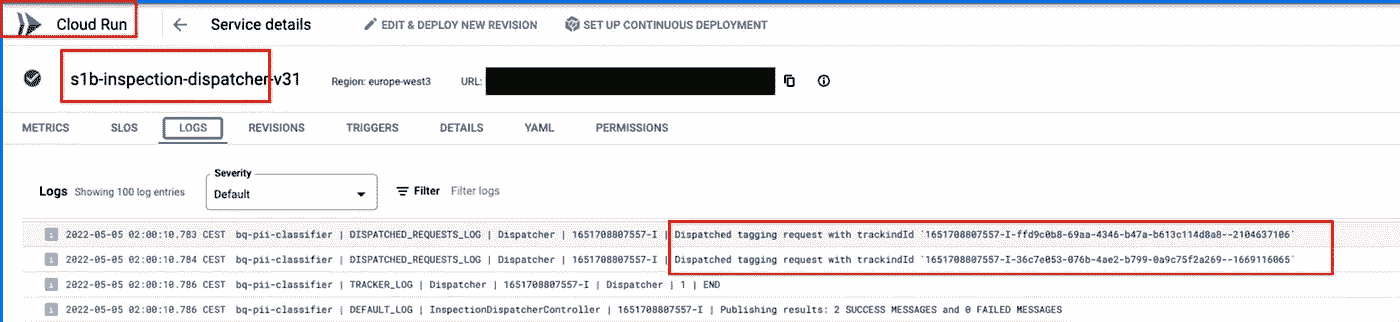 Cloud Run Service details EDIT & DEPLOY NEW REVISION SET UP CONTINUOUS DEPLOYMENT
s1b-inspection-dispatcher-v31 Region: europe-west3 URL:
METRICS SLOS LOGS REVISIONS TRIGGERS DETAILS YAML PERMISSIONS
Severity
Logs Showing 100 log entries Default Filter Filter logs
i 2022-05-05 02:00:10.783 CEST bq-pii-classifier | DISPATCHED_REQUESTS_LOG | Dispatcher | 1651708807557-I | Dispatched tagging request with trackindId `1651708807557-I-ffd9c0b8-69aa-4346-b47a-b613c114d8a8--2104637106`
i 2022-05-05 02:00:10.784 CEST bq-pii-classifier | DISPATCHED_REQUESTS_LOG | Dispatcher | 1651708807557-I | Dispatched tagging request with trackindId `1651708807557-I-36c7e053-076b-4ae2-b799-0a9c75f2a269--1669116065`
i 2022-05-05 02:00:10.786 CEST bq-pii-classifier | TRACKER_LOG | Dispatcher | 1651708807557-I | Dispatcher | 1 | END
i 2022-05-05 02:00:10.786 CEST bq-pii-classifier | DEFAULT_LOG | InspectionDispatcherController | 1651708807557-I | Publishing results: 2 SUCCESS MESSAGES and 0 FAILED MESSAGES